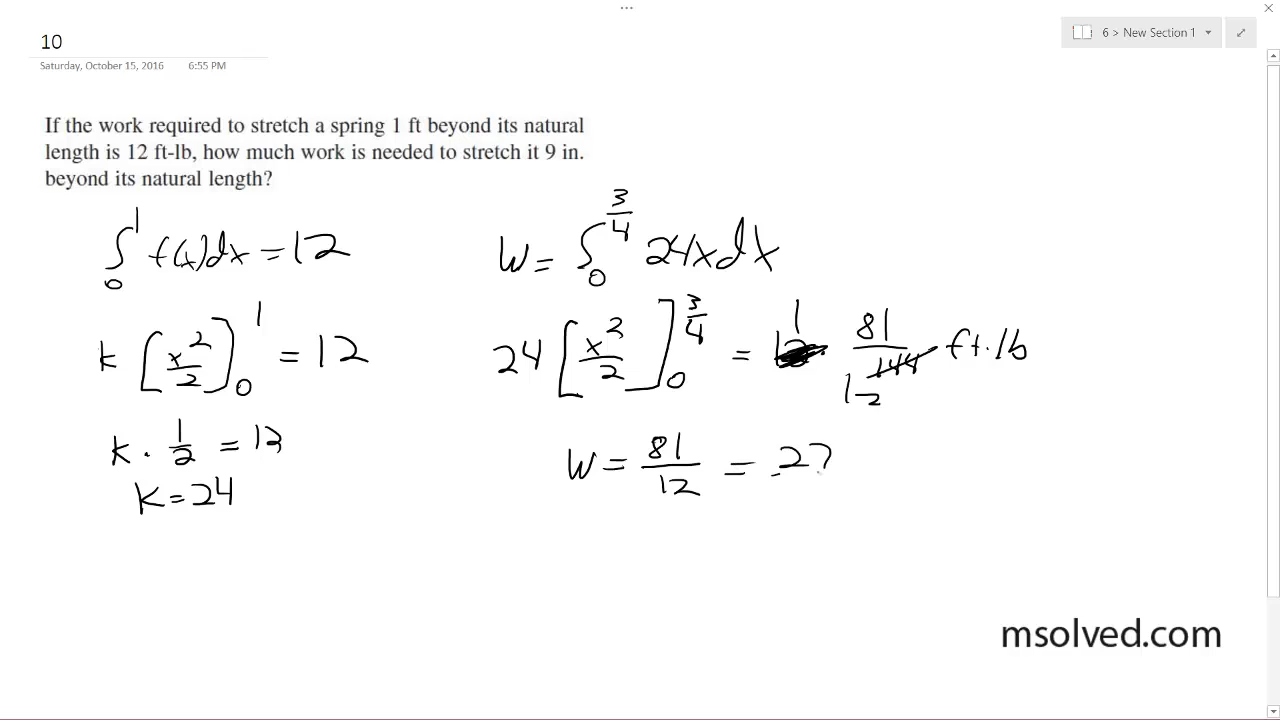 10
6 > New Section 1
Saturday, October 15, 2016 6:55 PM
If the work required to stretch a spring 1 ft beyond its natural
length is 12 ft-lb, how much work is needed to stretch it 9 in.
beyond its natural length?
∫₀¹ f(x)dx = 12
k [x²/2]₀¹ = 12
k · 1/2 = 12
k = 24
W = ∫₀^(3/4) 24x dx
24 [x²/2]₀^(3/4) = 1 81/12 ft·lb
W = 81/12 = 27
msolved.com